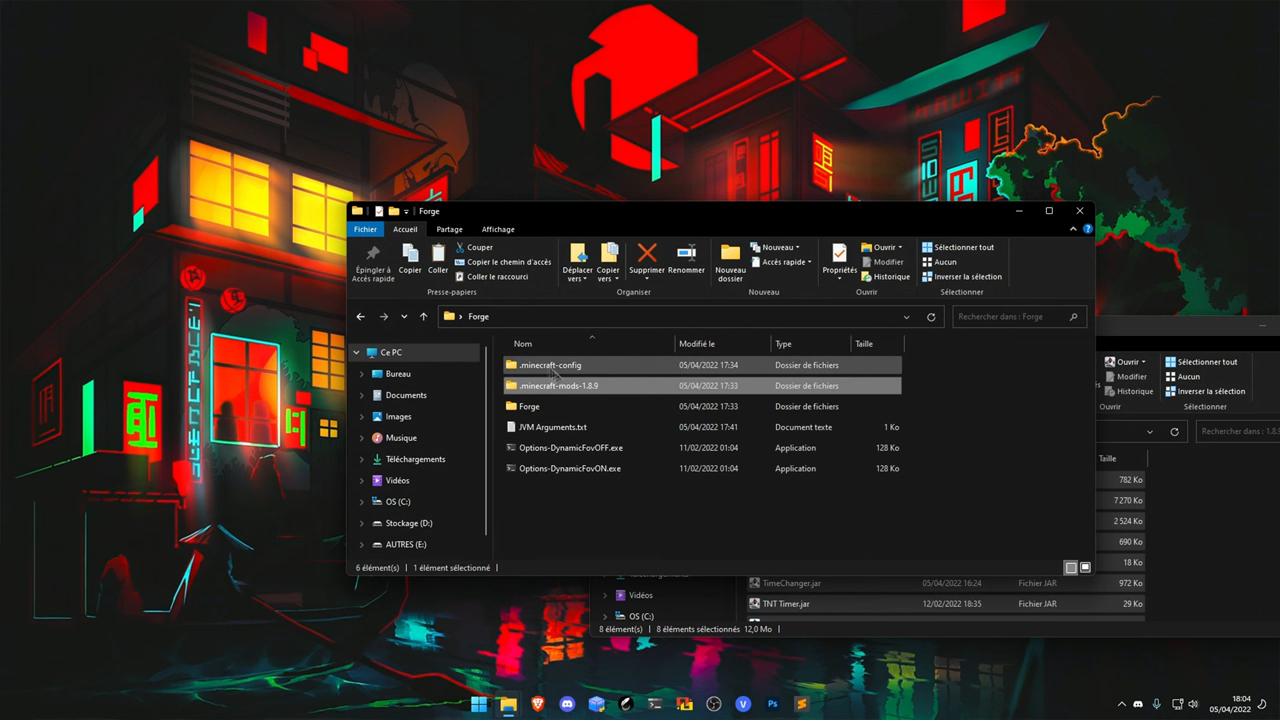 Forge
Fichier Accueil Partage Affichage
Épingler à Accès rapide
Copier
Coller
Couper
Copier le chemin d'accès
Coller le raccourci
Presse-papiers
Déplacer vers
Copier vers
Supprimer
Renommer
Organiser
Nouveau dossier
Nouveau
Accès rapide
Nouveau
Propriétés
Ouvrir
Modifier
Historique
Ouvrir
Sélectionner tout
Aucun
Inverser la sélection
Sélectionner
Forge
Rechercher dans : Forge
Ce PC
Bureau
Documents
Images
Musique
Téléchargements
Vidéos
OS (C:)
Stockage (D:)
AUTRES (E:)
Nom Modifié le Type Taille
.minecraft-config 05/04/2022 17:34 Dossier de fichiers
.minecraft-mods-1.8.9 05/04/2022 17:33 Dossier de fichiers
Forge 05/04/2022 17:33 Dossier de fichiers
JVM Arguments.txt 05/04/2022 17:41 Document texte 1 Ko
Options-DynamicFovOFF.exe 11/02/2022 01:04 Application 128 Ko
Options-DynamicFovON.exe 11/02/2022 01:04 Application 128 Ko
6 élément(s) 1 élément sélectionné
Ouvrir
Modifier
Historique
Ouvrir
Sélectionner tout
Aucun
Inverser la sélection
Sélectionner
Rechercher dans : 1.8.
Taille
782 Ko
7 270 Ko
2 524 Ko
690 Ko
18 Ko
TimeChanger.jar 05/04/2022 16:24 Fichier JAR 972 Ko
TNT Timer.jar 12/02/2022 18:35 Fichier JAR 29 Ko
Vidéos
OS (C:)
8 élément(s) 8 éléments sélectionnés 12,0 Mo
18:04
05/04/2022